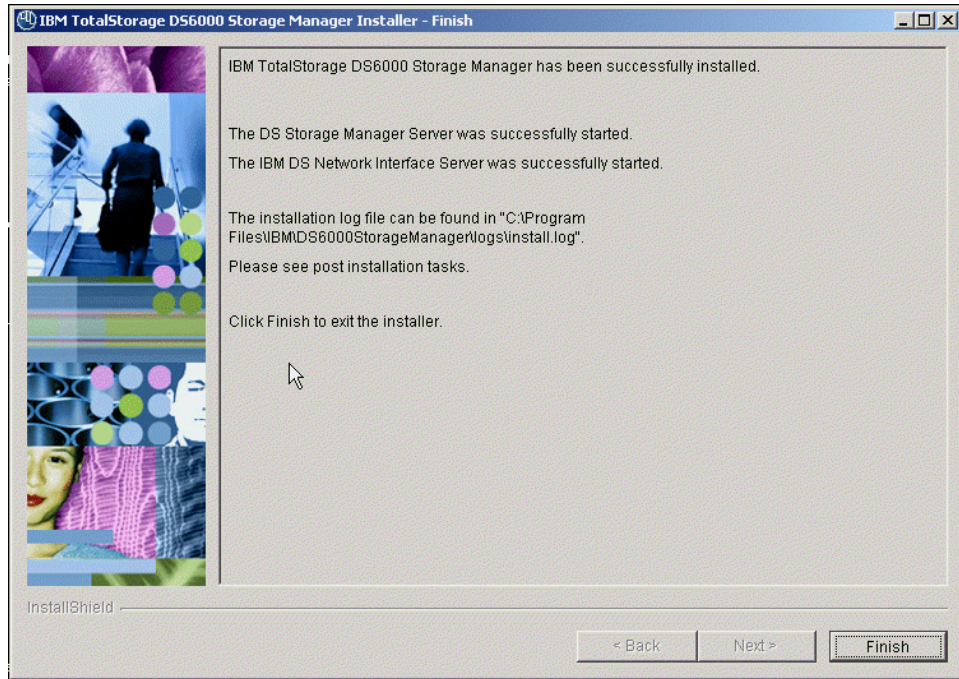 IBM TotalStorage DS6000 Storage Manager Installer - Finish
IBM TotalStorage DS6000 Storage Manager has been successfully installed.
The DS Storage Manager Server was successfully started.
The IBM DS Network Interface Server was successfully started.
The installation log file can be found in "C:\Program
Files\IBM\DS6000StorageManager\logs\install.log".
Please see post installation tasks.
Click Finish to exit the installer.
InstallShield
< Back
Next >
Finish